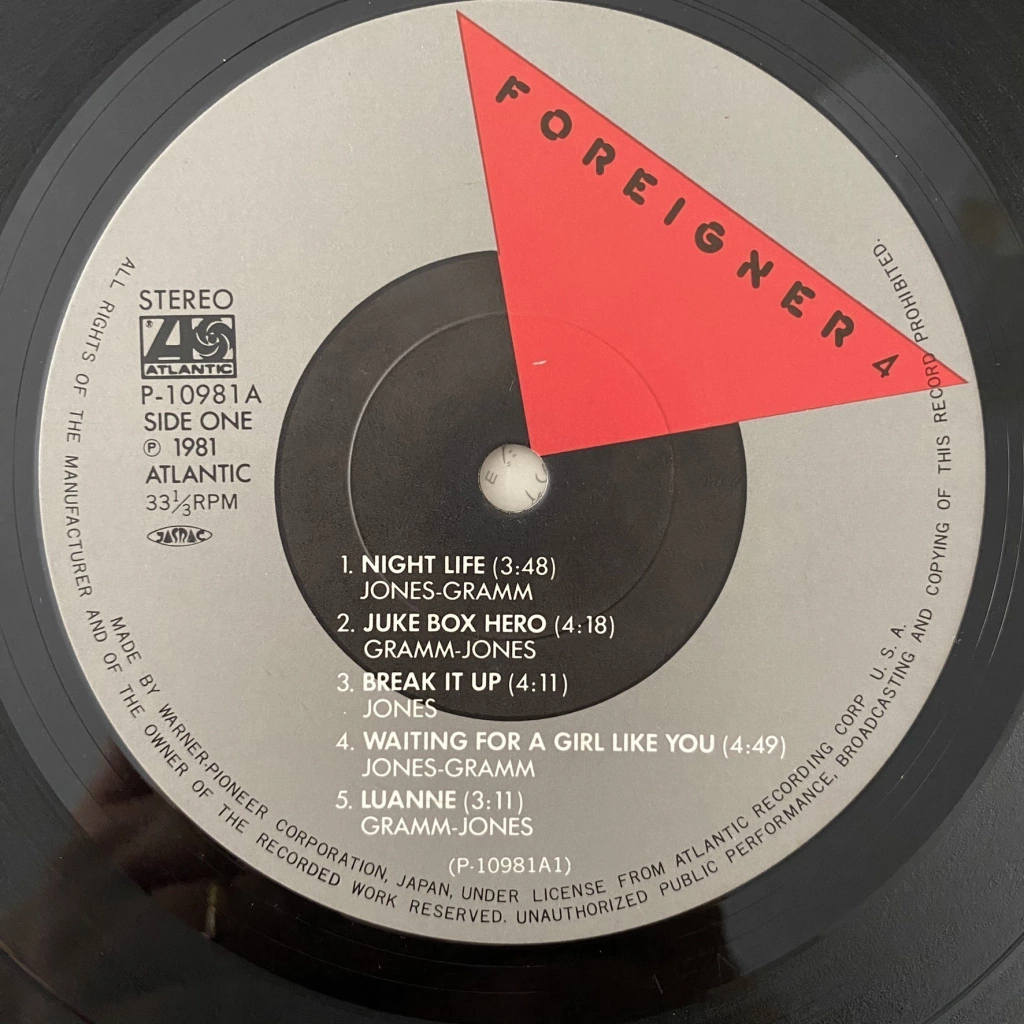 FOREIGNER 4
STEREO
ATLANTIC
P-10981A
SIDE ONE
℗ 1981
ATLANTIC
33⅓RPM
JASRAC
1. NIGHT LIFE (3:48)
JONES-GRAMM
2. JUKE BOX HERO (4:18)
GRAMM-JONES
3. BREAK IT UP (4:11)
JONES
4. WAITING FOR A GIRL LIKE YOU (4:49)
JONES-GRAMM
5. LUANNE (3:11)
GRAMM-JONES
(P-10981A1)
MADE BY WARNER-PIONEER CORPORATION, JAPAN, UNDER LICENSE FROM ATLANTIC RECORDING CORP. U. S. A.
ALL RIGHTS OF THE MANUFACTURER AND OF THE OWNER OF THE RECORDED WORK RESERVED. UNAUTHORIZED PUBLIC PERFORMANCE, BROADCASTING AND COPYING OF THIS RECORD PROHIBITED.